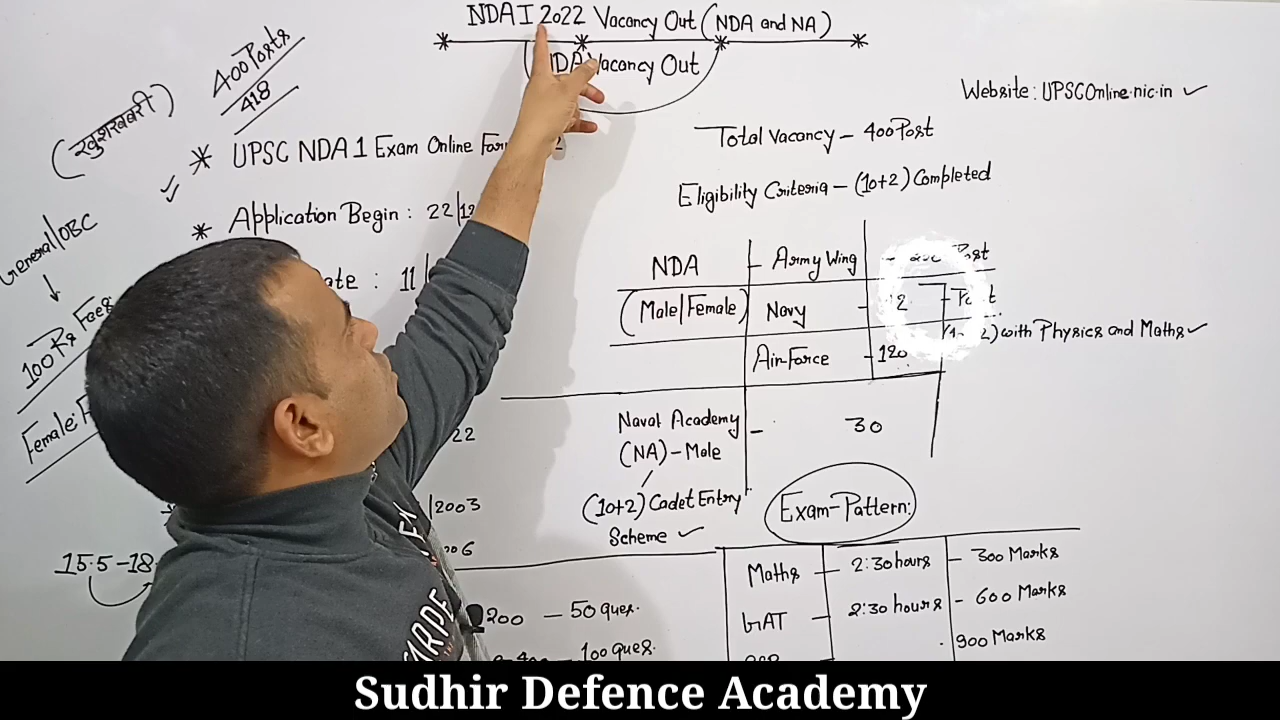 NDA I 2022 Vacancy Out (NDA and NA)
NDA Vacancy Out
400 Posts
418
(खुशखबरी)
Website: UPSCOnline.nic.in
* UPSC NDA 1 Exam Online
Total Vacancy - 400 Post
Eligibility Criteria - (10+2) Completed
* Application Begin : 22/12
General/OBC
100 Rs Fees
Female:
11/
NDA - Army Wing - Post
(Male/Female) Navy -
Air Force - 120
with Physics and Maths
22
Naval Academy - 30
(NA) - Male
(10+2) Cadet Entry
Scheme
/2003
Exam-Pattern:
15.5 - 18
Maths - 2:30 hours - 300 Marks
GAT - 2:30 hours - 600 Marks
900 Marks
200 - 50 ques.
- 100 ques.
Sudhir Defence Academy